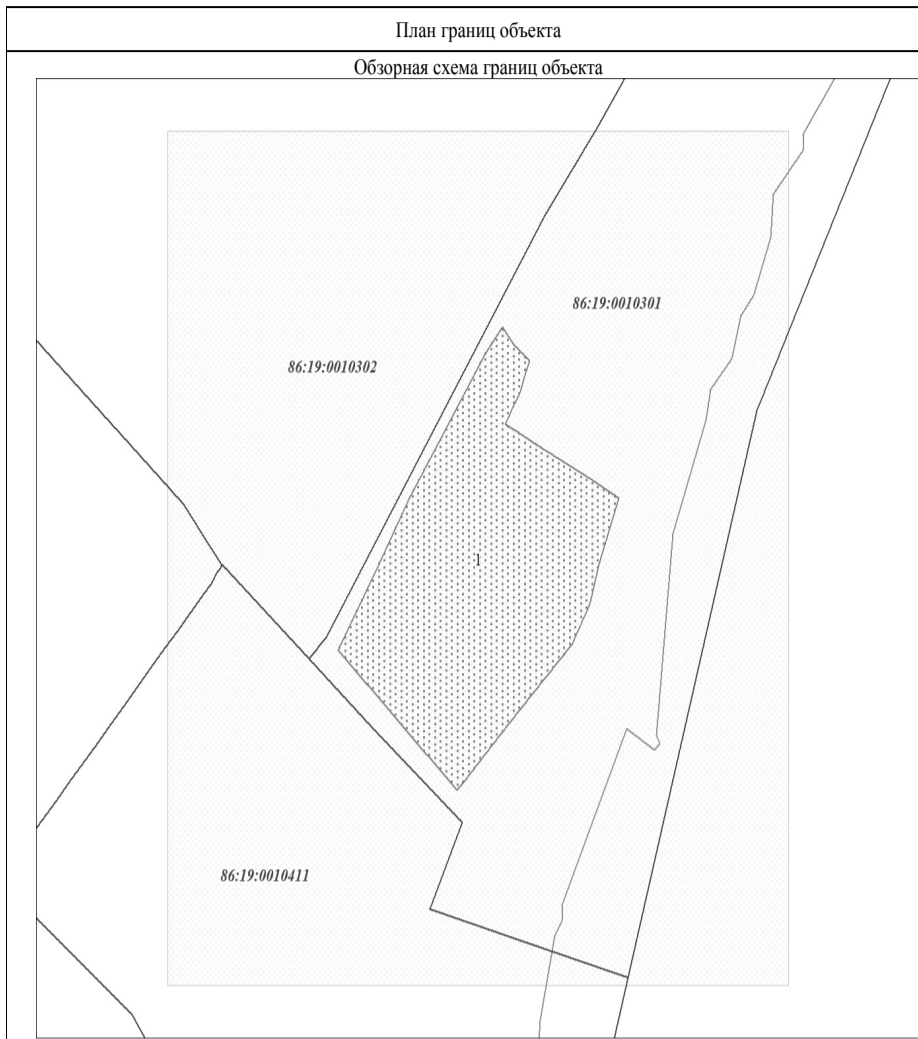 План границ объекта
Обзорная схема границ объекта
86:19:0010301
86:19:0010302
1
86:19:0010411